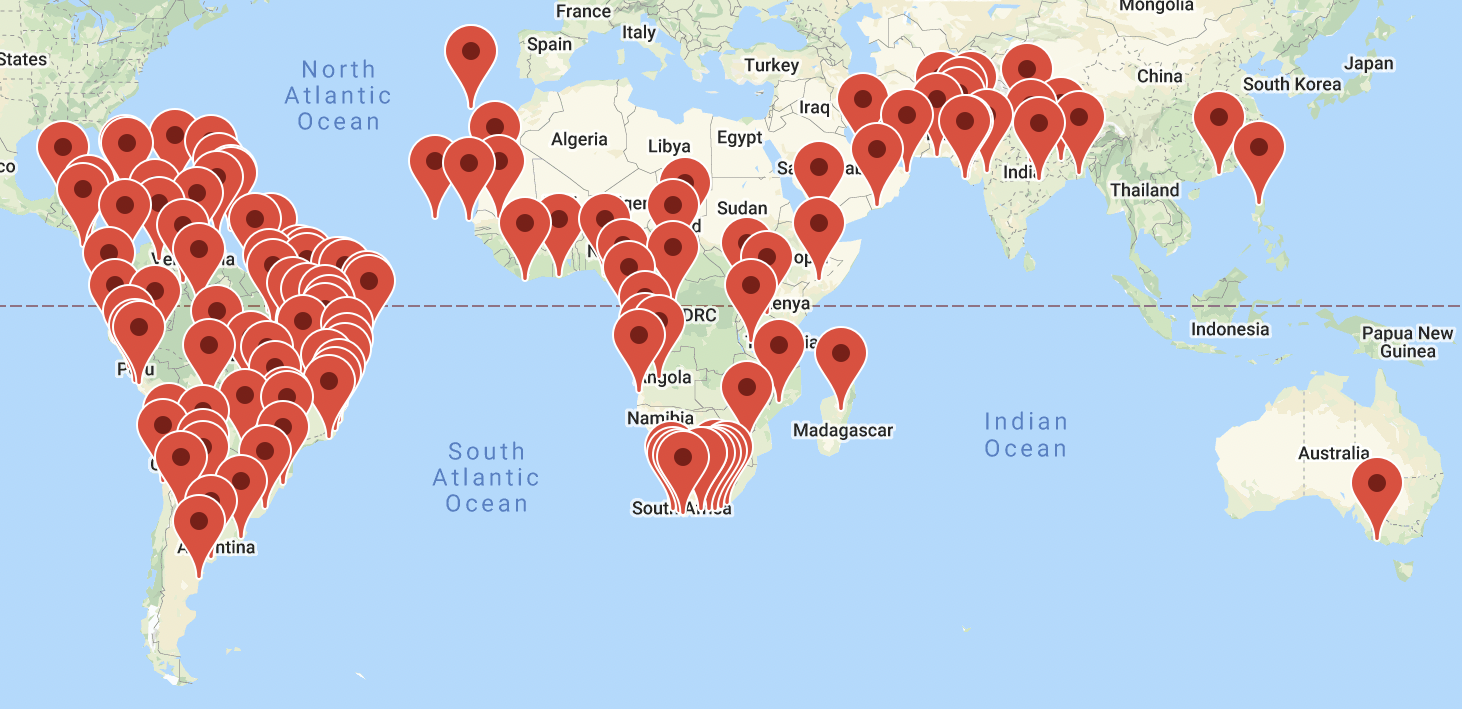 Mongolia
France
Italy
Spain
States
Japan
North
Atlantic
Ocean
Turkey
China
South Korea
Iraq
Algeria
Libya
Egypt
India
Thailand
Sudan
Kenya
DRC
Indonesia
Papua New
Guinea
Peru
Angola
Namibia
Madagascar
Indian
Ocean
South
Atlantic
Ocean
Australia
South Africa
Argentina